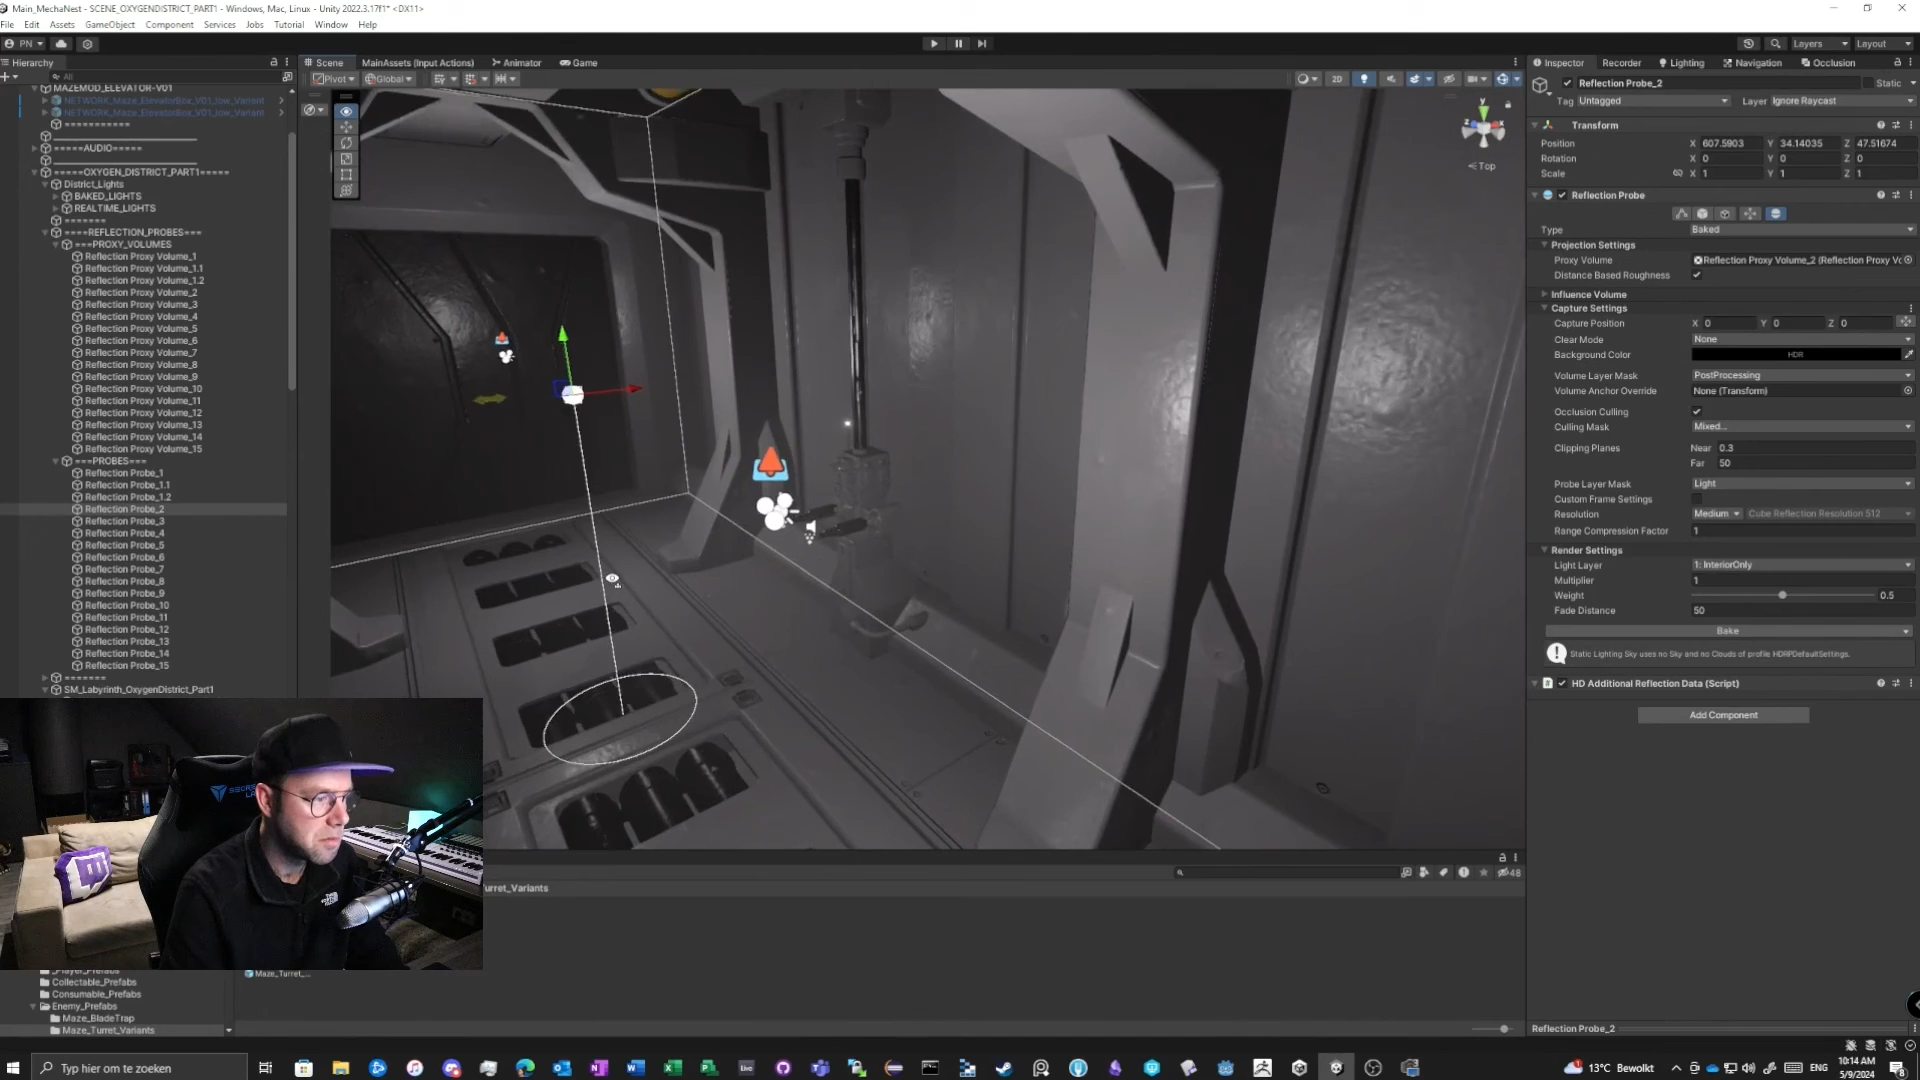 Main_MechaNest - SCENE_OXYGENDISTRICT_PART1 - Windows, Mac, Linux - Unity 2022.3.17f1* <DX11>
File Edit Assets GameObject Component Services Jobs Tutorial Window Help
PN
Layers Layout
Hierarchy
All
MAZEMOD_ELEVATOR-V01
NETWORK_Maze_ElevatorBox_V01_low_Variant
NETWORK_Maze_ElevatorBox_V01_low_Variant
===========
=====AUDIO=====
=====OXYGEN_DISTRICT_PART1=====
District_Lights
BAKED_LIGHTS
REALTIME_LIGHTS
=======
====REFLECTION_PROBES====
===PROXY_VOLUMES
Reflection Proxy Volume_1
Reflection Proxy Volume_1.1
Reflection Proxy Volume_1.2
Reflection Proxy Volume_2
Reflection Proxy Volume_3
Reflection Proxy Volume_4
Reflection Proxy Volume_5
Reflection Proxy Volume_6
Reflection Proxy Volume_7
Reflection Proxy Volume_8
Reflection Proxy Volume_9
Reflection Proxy Volume_10
Reflection Proxy Volume_11
Reflection Proxy Volume_12
Reflection Proxy Volume_13
Reflection Proxy Volume_14
Reflection Proxy Volume_15
===PROBES===
Reflection Probe_1
Reflection Probe_1.1
Reflection Probe_1.2
Reflection Probe_2
Reflection Probe_3
Reflection Probe_4
Reflection Probe_5
Reflection Probe_6
Reflection Probe_7
Reflection Probe_8
Reflection Probe_9
Reflection Probe_10
Reflection Probe_11
Reflection Probe_12
Reflection Probe_13
Reflection Probe_14
Reflection Probe_15
=======
SM_Labyrinth_OxygenDistrict_Part1
Scene MainAssets (Input Actions) Animator Game
Pivot Global 2D
y
x
z
Top
Inspector Recorder Lighting Navigation Occlusion
Reflection Probe_2 Static
Tag Untagged Layer Ignore Raycast
Transform
Position X 607.5903 Y 34.14035 Z 47.51674
Rotation X 0 Y 0 Z 0
Scale X 1 Y 1 Z 1
Reflection Probe
Type Baked
Projection Settings
Proxy Volume Reflection Proxy Volume_2 (Reflection Proxy Vo
Distance Based Roughness
Influence Volume
Capture Settings
Capture Position X 0 Y 0 Z 0
Clear Mode None
Background Color HDR
Volume Layer Mask PostProcessing
Volume Anchor Override None (Transform)
Occlusion Culling
Culling Mask Mixed...
Clipping Planes Near 0.3
Far 50
Probe Layer Mask Light
Custom Frame Settings
Resolution Medium Cube Reflection Resolution 512
Range Compression Factor 1
Render Settings
Light Layer 1: InteriorOnly
Multiplier 1
Weight 0.5
Fade Distance 50
Bake
Static Lighting Sky uses no Sky and no Clouds of profile HDRPDefaultSettings.
HD Additional Reflection Data (Script)
Add Component
urret_Variants
48
_Player_Prefabs
Collectable_Prefabs
Consumable_Prefabs
Enemy_Prefabs
Maze_BladeTrap
Maze_Turret_Variants
Maze_Turret_...
Reflection Probe_2
Typ hier om te zoeken
Live
13°C Bewolkt
ENG
10:14 AM
5/9/2024
8